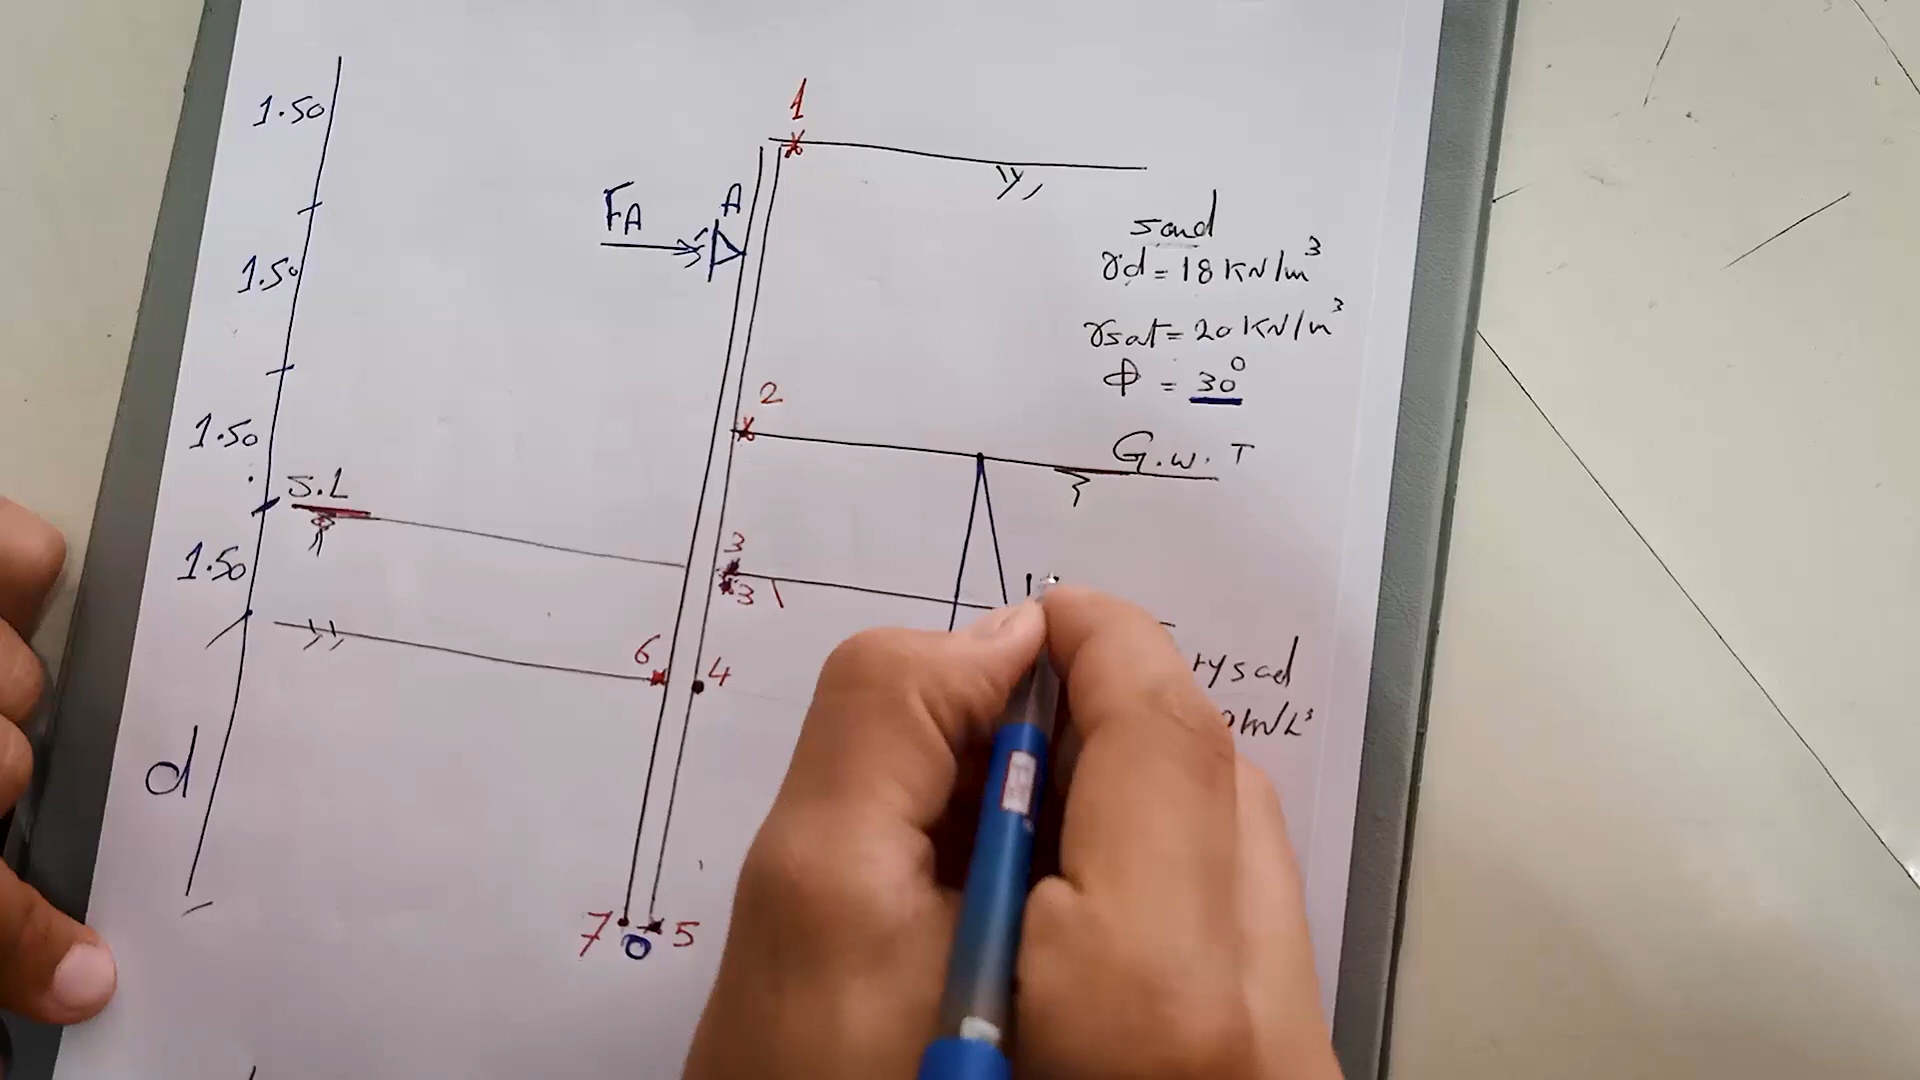 1.50
1
FA
A
sand
γd = 18 KN/m³
γsat = 20 KN/m³
Φ = 30°
1.50
2
G.W.T
1.50
S.L
3
3\
1.50
6
4
d
7
0
5